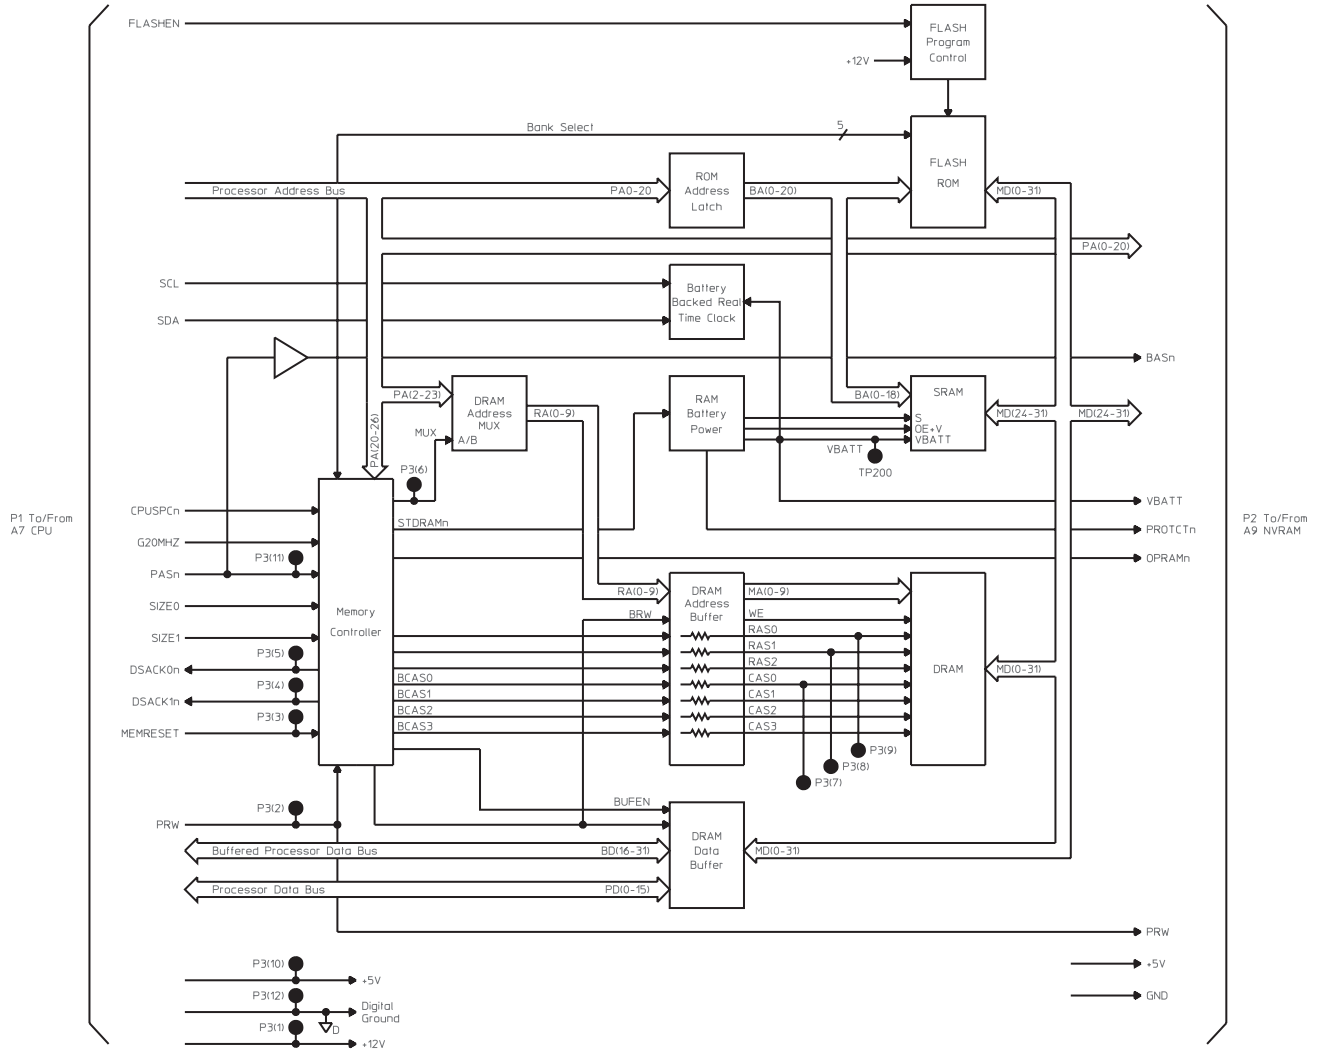 FLASHEN
FLASH
Program
Control
+12V
Bank Select
5
FLASH
ROM
ROM
Address
Latch
Processor Address Bus
PA0-20
BA(0-20)
MD(0-31)
PA(0-20)
SCL
Battery
Backed Real
Time Clock
SDA
BASn
PA(2-23)
DRAM
Address
MUX
A/B
RA(0-9)
RAM
Battery
Power
BA(0-18)
SRAM
S
OE+V
VBATT
MD(24-31)
MD(24-31)
MUX
PA(20-26)
P3(6)
VBATT
TP200
VBATT
CPUSPCn
STDRAMn
PROTCTn
P1 To/From
A7 CPU
P2 To/From
A9 NVRAM
G20MHZ
P3(11)
OPRAMn
PASn
RA(0-9)
DRAM
Address
Buffer
MA(0-9)
SIZE0
Memory
Controller
BRW
WE
RAS0
SIZE1
RAS1
P3(5)
RAS2
DSACK0n
DRAM
MD(0-31)
BCAS0
CAS0
P3(4)
BCAS1
CAS1
DSACK1n
BCAS2
CAS2
P3(3)
BCAS3
CAS3
MEMRESET
P3(9)
P3(8)
P3(7)
P3(2)
BUFEN
PRW
DRAM
Data
Buffer
Buffered Processor Data Bus
BD(16-31)
MD(0-31)
Processor Data Bus
PD(0-15)
PRW
P3(10)
+5V
+5V
P3(12)
GND
Digital
Ground
P3(1)
D
+12V